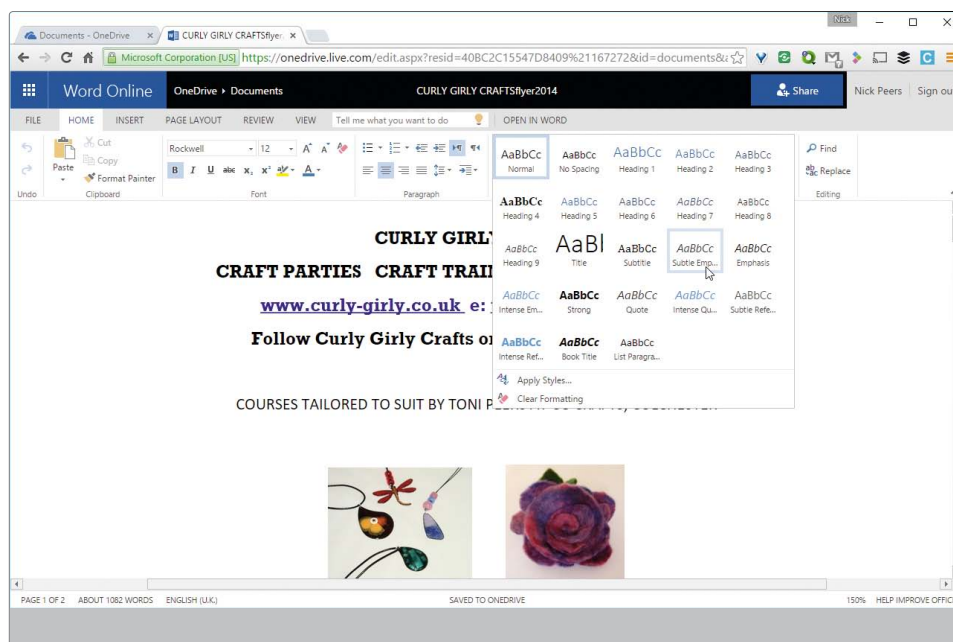 Nick
Documents - OneDrive
CURLY GIRLY CRAFTSflyer.
Microsoft Corporation [US] https://onedrive.live.com/edit.aspx?resid=40BC2C15547D8409%21167272&id=documents&
Word Online OneDrive ▸ Documents CURLY GIRLY CRAFTSflyer2014 Share Nick Peers Sign ou
FILE HOME INSERT PAGE LAYOUT REVIEW VIEW Tell me what you want to do OPEN IN WORD
Cut
Copy
Paste
Format Painter
Rockwell 12
B I U abc
Undo Clipboard Font Paragraph
AaBbCc AaBbCc AaBbCc AaBbCc AaBbCc
Normal No Spacing Heading 1 Heading 2 Heading 3
AaBbCc AaBbCc AaBbCc AaBbCc AaBbCc
Heading 4 Heading 5 Heading 6 Heading 7 Heading 8
AaBbCc AaBl AaBbCc AaBbCc AaBbCc
Heading 9 Title Subtitle Subtle Emp... Emphasis
AaBbCc AaBbCc AaBbCc AaBbCc AaBbCc
Intense Em... Strong Quote Intense Qu... Subtle Refe...
AaBbCc AaBbCc AaBbCc
Intense Ref... Book Title List Paragra...
Apply Styles...
Clear Formatting
Find
Replace
Editing
CURLY GIRL
CRAFT PARTIES CRAFT TRAI
www.curly-girly.co.uk e:
Follow Curly Girly Crafts o
COURSES TAILORED TO SUIT BY TONI
PAGE 1 OF 2 ABOUT 1082 WORDS ENGLISH (U.K.) SAVED TO ONEDRIVE 150% HELP IMPROVE OFFIC